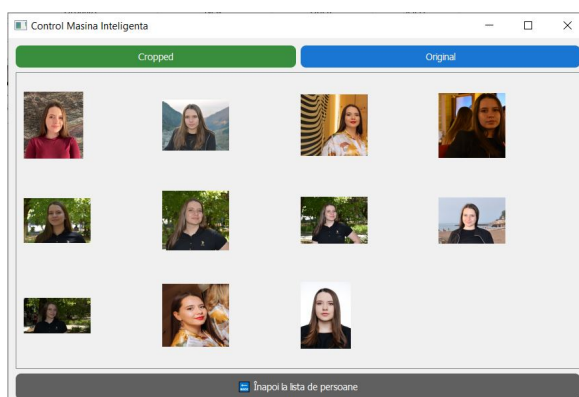 Control Masina Inteligenta
Cropped
Original
Înapoi la lista de persoane